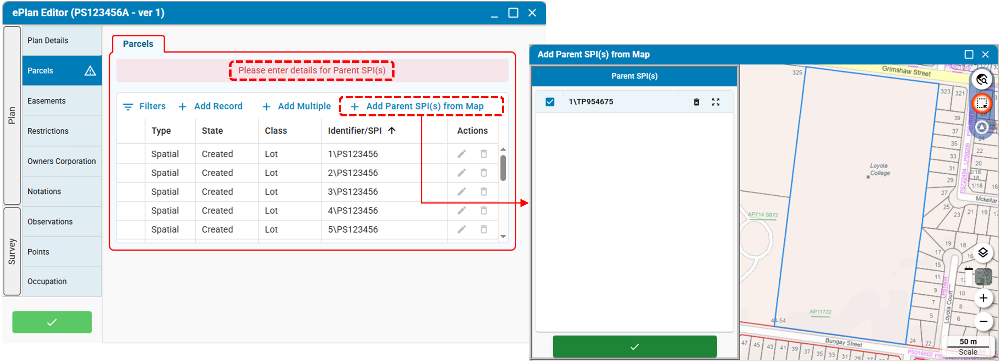 ePlan Editor (PS123456A - ver 1)
Plan
Survey
Plan Details
Parcels
Easements
Restrictions
Owners Corporation
Notations
Observations
Points
Occupation
Parcels
Please enter details for Parent SPI(s)
Filters
+ Add Record
+ Add Multiple
+ Add Parent SPI(s) from Map
Type State Class Identifier/SPI Actions
Spatial Created Lot 1\PS123456
Spatial Created Lot 2\PS123456
Spatial Created Lot 3\PS123456
Spatial Created Lot 4\PS123456
Spatial Created Lot 5\PS123456
Add Parent SPI(s) from Map
Parent SPI(s)
1\TP954675
325
Grimshaw Street
323
321
39
37
35
33
31
29
27
25
23
21
19
24
22
20
2/18
18
1/18
16
PS722484
LP58208
Mckellar
Loyola
College
AP714 S872
19
18
17
16
15
11
9
7
5
12
10
8
6
LP61409
Loyola Court
AP11722
44-54
Bungay Street
24
22
47
45
43
41
39
37
35
33
31
29
27
PS316502
50 m
Scale